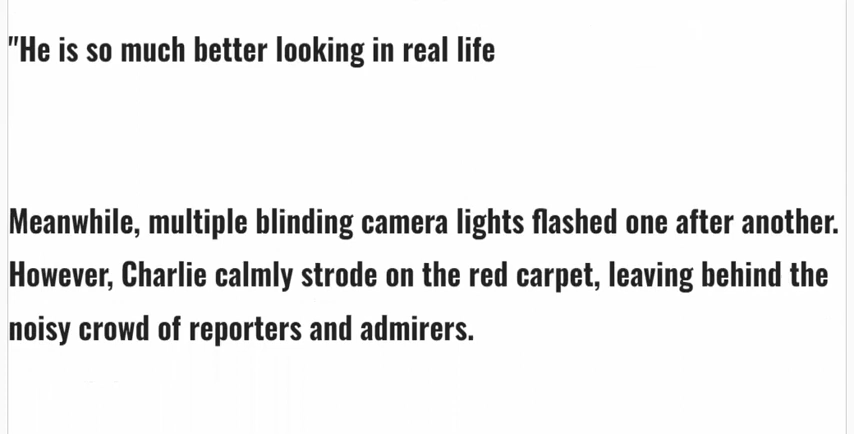 "He is so much better looking in real life
Meanwhile, multiple blinding camera lights flashed one after another.
However, Charlie calmly strode on the red carpet, leaving behind the
noisy crowd of reporters and admirers.